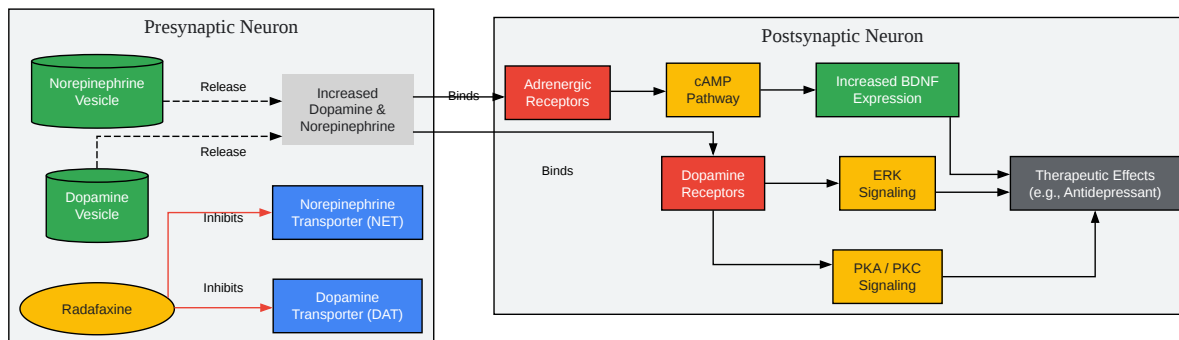 Presynaptic Neuron
Norepinephrine
Vesicle
Release
Increased
Dopamine &
Norepinephrine
Release
Dopamine
Vesicle
Norepinephrine
Transporter (NET)
Inhibits
Radafaxine
Inhibits
Dopamine
Transporter (DAT)
Binds
Binds
Postsynaptic Neuron
Adrenergic
Receptors
cAMP
Pathway
Increased BDNF
Expression
Dopamine
Receptors
ERK
Signaling
Therapeutic Effects
(e.g., Antidepressant)
PKA / PKC
Signaling